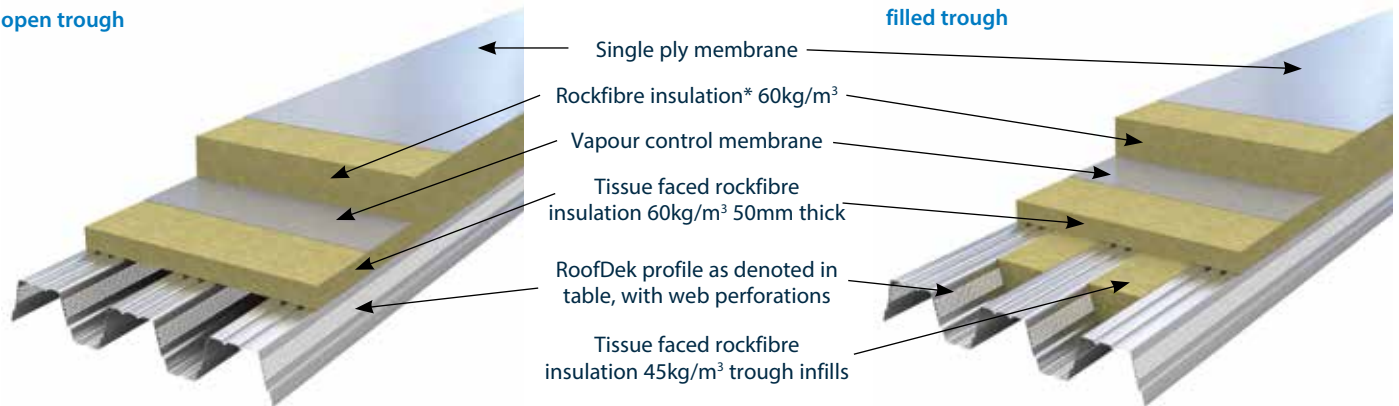 open trough
filled trough
Single ply membrane
Rockfibre insulation* 60kg/m³
Vapour control membrane
Tissue faced rockfibre
insulation 60kg/m³ 50mm thick
RoofDek profile as denoted in
table, with web perforations
Tissue faced rockfibre
insulation 45kg/m³ trough infills